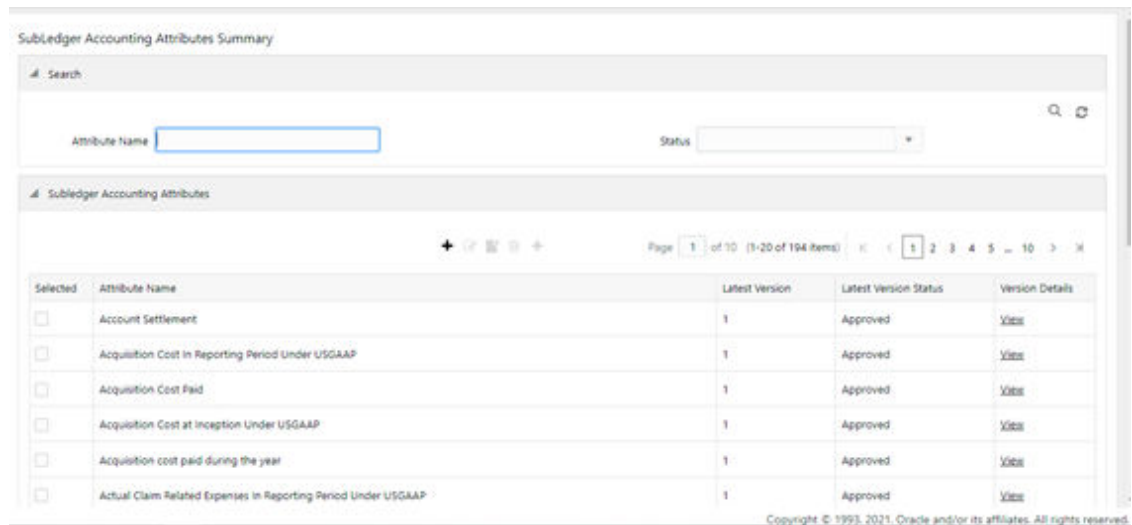 SubLedger Accounting Attributes Summary
Search
Attribute Name
Status
Subledger Accounting Attributes
Page 1 of 10 (1-20 of 194 items) 1 2 3 4 5 ... 10
Selected Attribute Name Latest Version Latest Version Status Version Details
Account Settlement 1 Approved View
Acquisition Cost In Reporting Period Under USGAAP 1 Approved View
Acquisition Cost Paid 1 Approved View
Acquisition Cost at Inception Under USGAAP 1 Approved View
Acquisition cost paid during the year 1 Approved View
Actual Claim Related Expenses In Reporting Period Under USGAAP 1 Approved View
Copyright © 1993, 2021, Oracle and/or its affiliates. All rights reserved.